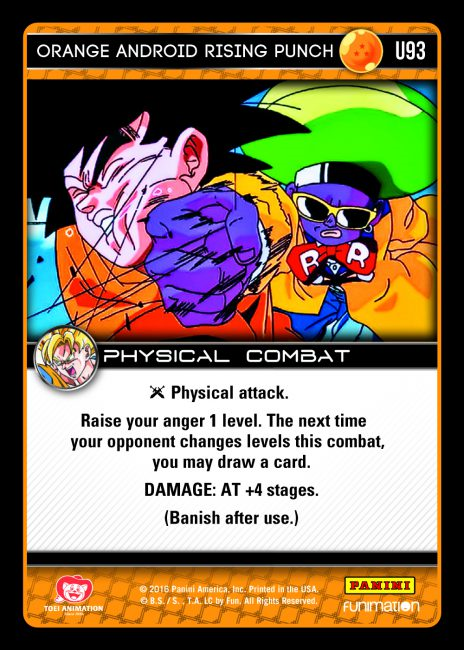 ORANGE ANDROID RISING PUNCH U93
R R
PHYSICAL COMBAT
Physical attack.
Raise your anger 1 level. The next time
your opponent changes levels this combat,
you may draw a card.
DAMAGE: AT +4 stages.
(Banish after use.)
TOEI ANIMATION
© 2016 Panini America, Inc. Printed in the USA.
© B.S. / S. , T.A. LC by Fun. All Rights Reserved.
PANINI
FUNIMATION